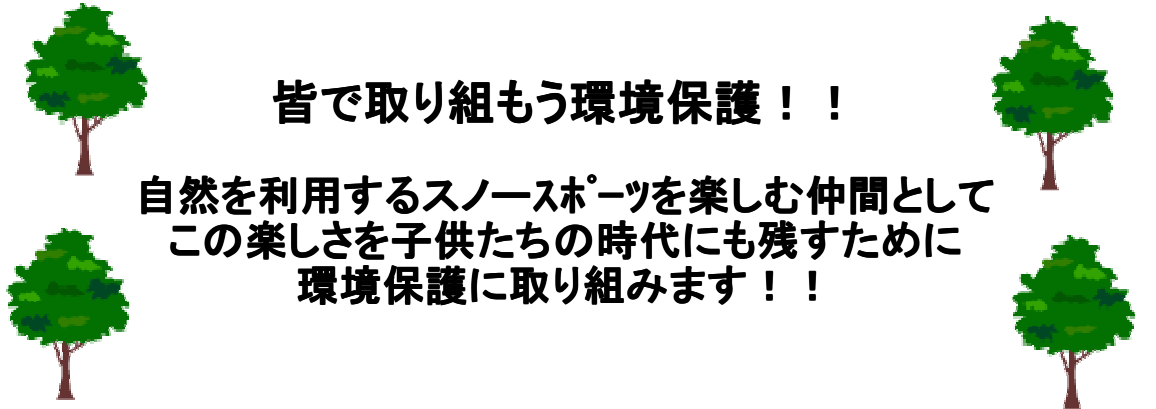 皆で取り組もう環境保護！！
自然を利用するスノースポーツを楽しむ仲間として
この楽しさを子供たちの時代にも残すために
環境保護に取り組みます！！